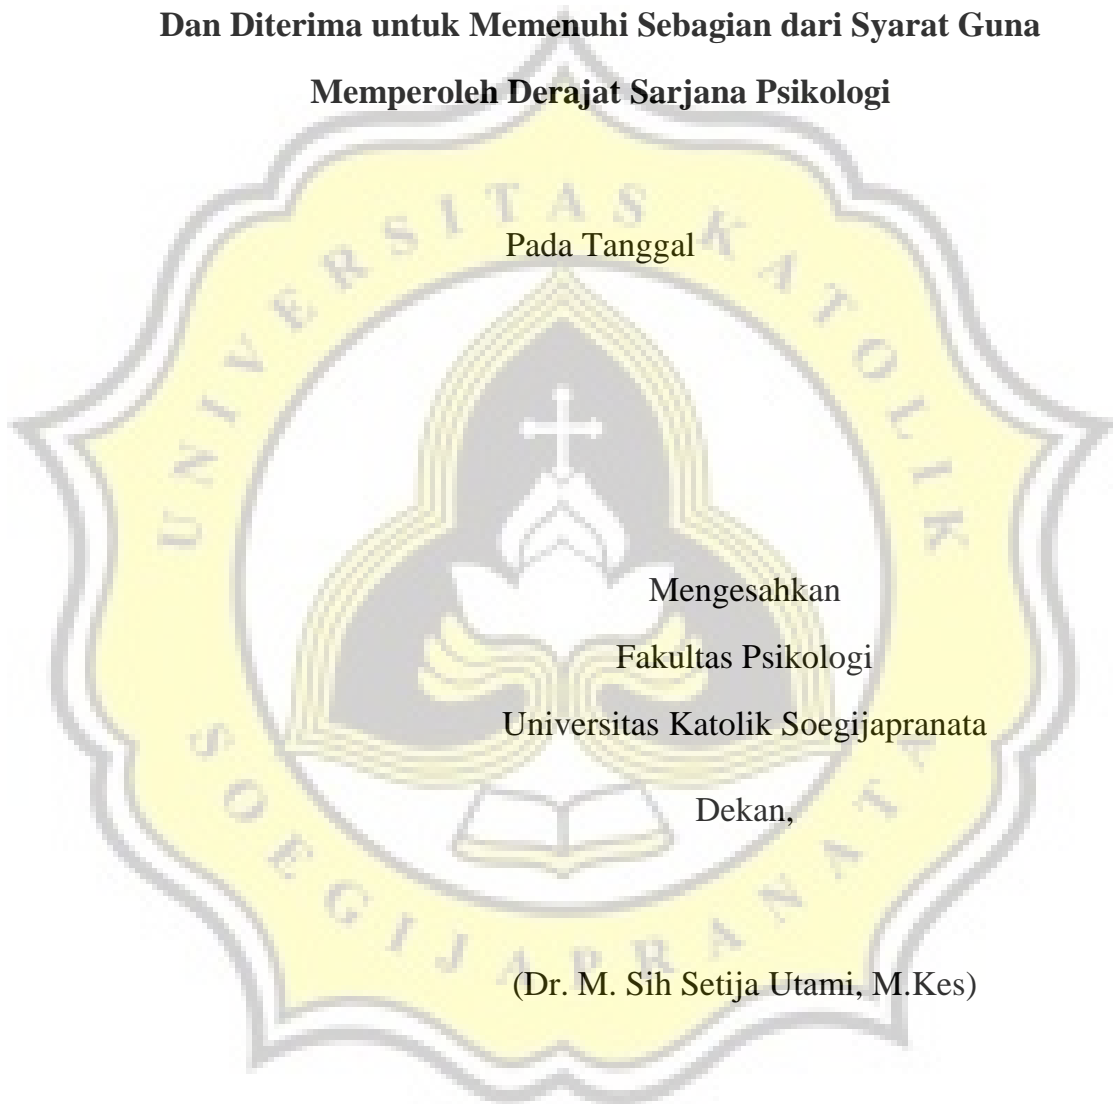 Dan Diterima untuk Memenuhi Sebagian dari Syarat Guna
Memperoleh Derajat Sarjana Psikologi
UNIVERSITAS KATOLIK
Pada Tanggal
Mengesahkan
Fakultas Psikologi
Universitas Katolik Soegijapranata
Dekan,
SOEGIJAPRANATA
(Dr. M. Sih Setija Utami, M.Kes)